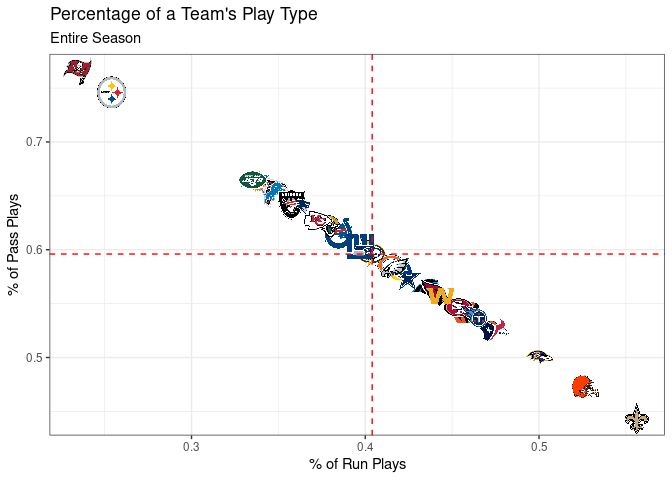 Percentage of a Team's Play Type
Entire Season
% of Pass Plays
0.7
0.6
0.5
0.3
0.4
0.5
% of Run Plays